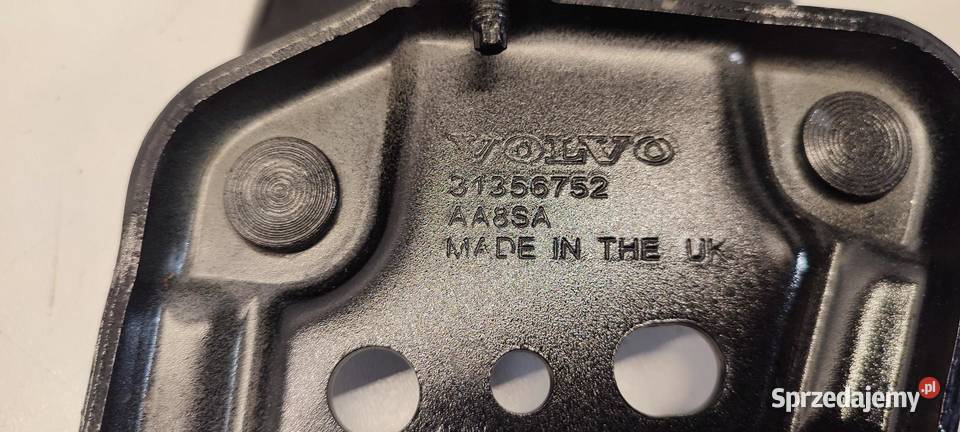 VOLVO
31356752
AA8SA
MADE IN THE UK
Sprzedajemy.pl